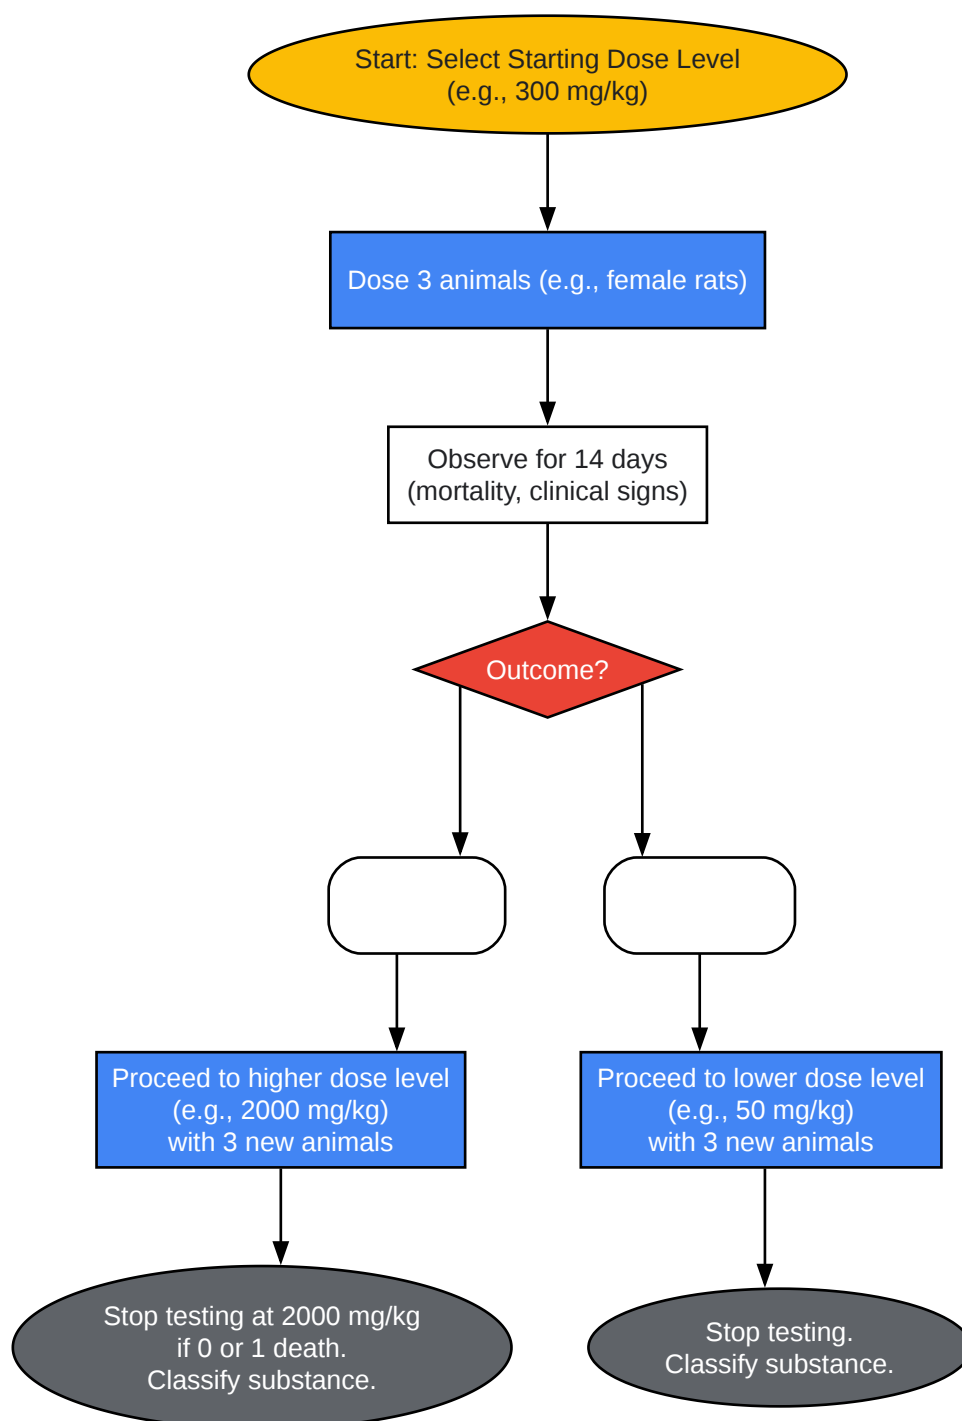 Start: Select Starting Dose Level
(e.g., 300 mg/kg)
Dose 3 animals (e.g., female rats)
Observe for 14 days
(mortality, clinical signs)
Outcome?
Proceed to higher dose level
(e.g., 2000 mg/kg)
with 3 new animals
Proceed to lower dose level
(e.g., 50 mg/kg)
with 3 new animals
Stop testing at 2000 mg/kg
if 0 or 1 death.
Classify substance.
Stop testing.
Classify substance.